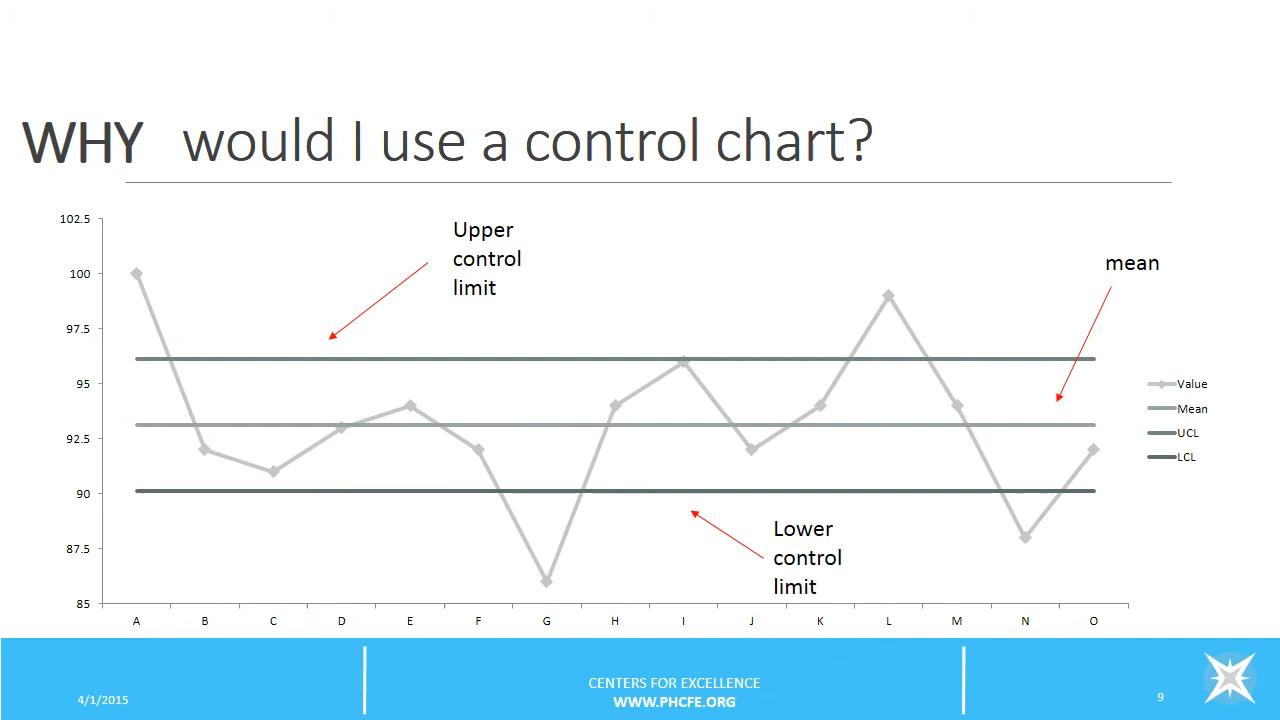 WHY would I use a control chart?
Upper
control
limit
mean
102.5
100
97.5
95
92.5
90
87.5
85
Value
Mean
UCL
LCL
Lower
control
limit
A B C D E F G H I J K L M N O
4/1/2015
CENTERS FOR EXCELLENCE
WWW.PHCFE.ORG
9